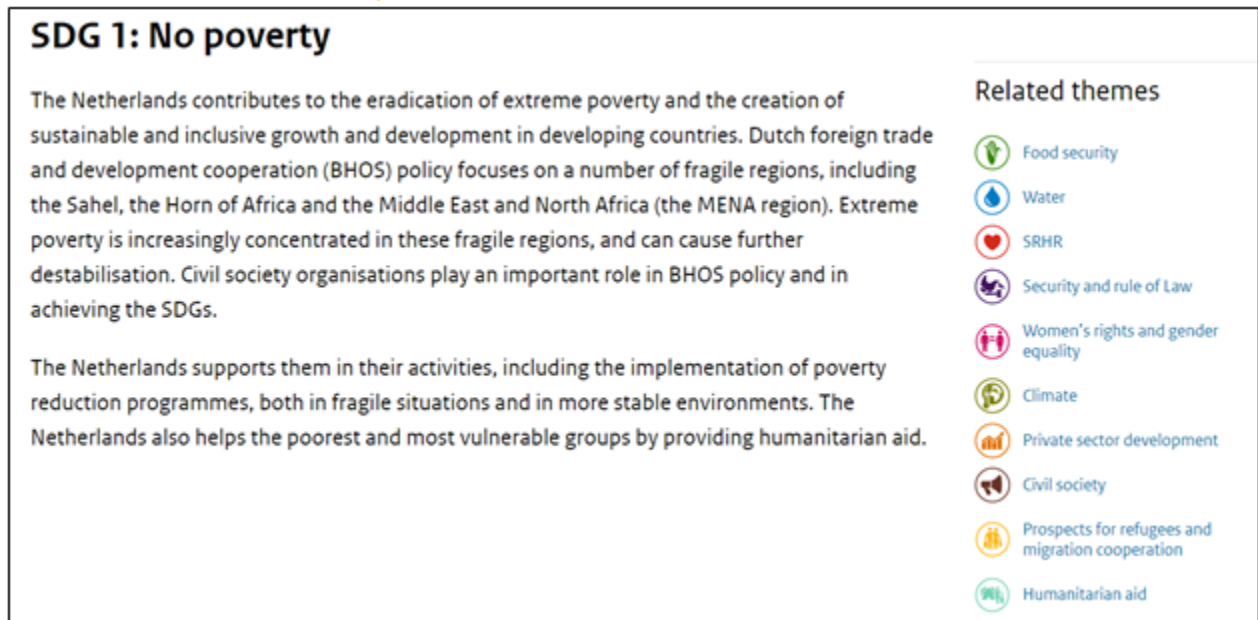 SDG 1: No poverty
The Netherlands contributes to the eradication of extreme poverty and the creation of
sustainable and inclusive growth and development in developing countries. Dutch foreign trade
and development cooperation (BHOS) policy focuses on a number of fragile regions, including
the Sahel, the Horn of Africa and the Middle East and North Africa (the MENA region). Extreme
poverty is increasingly concentrated in these fragile regions, and can cause further
destabilisation. Civil society organisations play an important role in BHOS policy and in
achieving the SDGs.
The Netherlands supports them in their activities, including the implementation of poverty
reduction programmes, both in fragile situations and in more stable environments. The
Netherlands also helps the poorest and most vulnerable groups by providing humanitarian aid.
Related themes
Food security
Water
SRHR
Security and rule of Law
Women's rights and gender
equality
Climate
Private sector development
Civil society
Prospects for refugees and
migration cooperation
Humanitarian aid